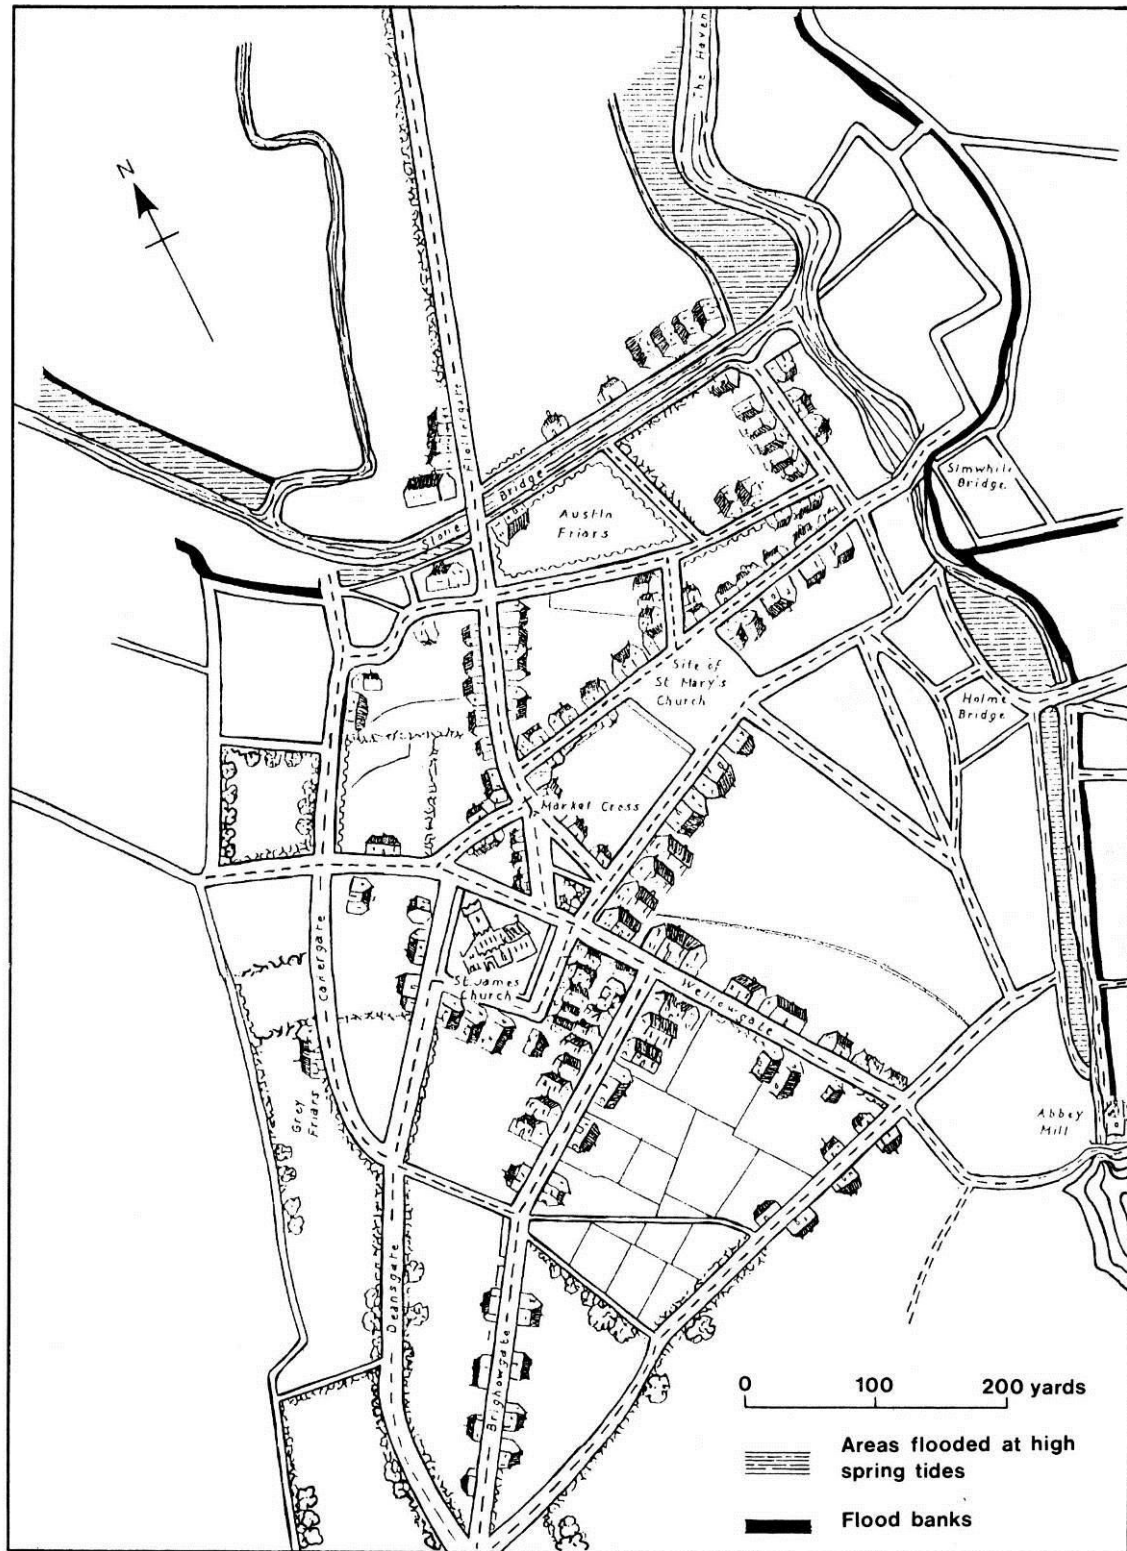 The Haven
N
Flottergate
Simwhite
Bridge
Stone Bridge
Austin
Friars
Site of
St Mary's
Church
Holme
Bridge
Market Cross
Cartergate
St. James
Church
Wellowgate
Grey
Friars
Abbey
Mill
Deansgate
Brighowgate
0 100 200 yards
Areas flooded at high
spring tides
Flood banks